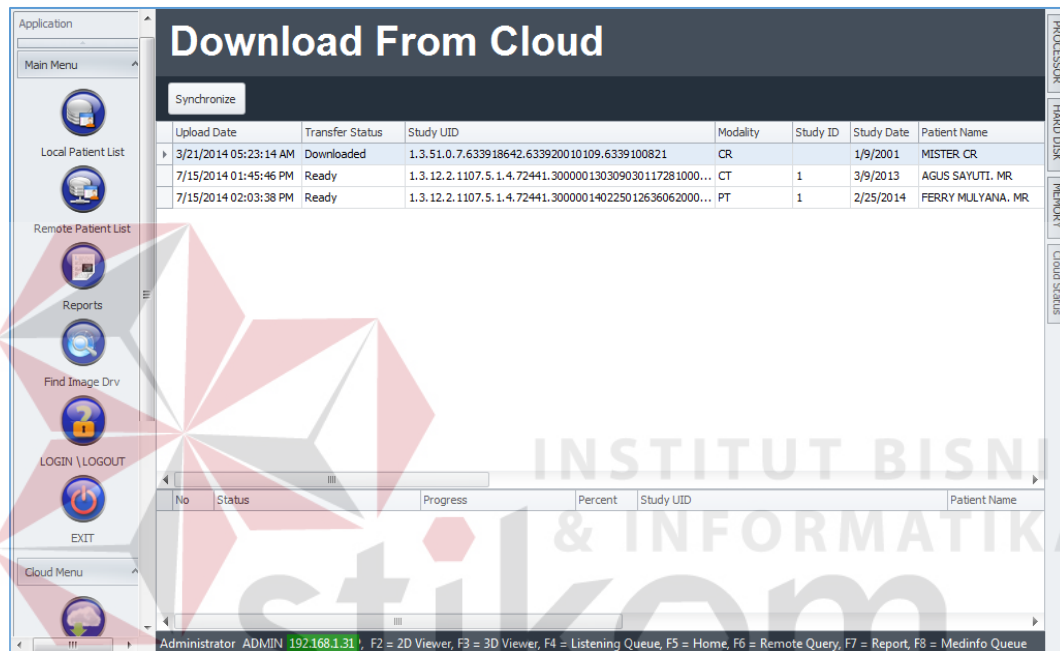 Application
Main Menu
Local Patient List
Remote Patient List
Reports
Find Image Drv
LOGIN \ LOGOUT
EXIT
Cloud Menu
Download From Cloud
Synchronize
Upload Date Transfer Status Study UID Modality Study ID Study Date Patient Name
3/21/2014 05:23:14 AM Downloaded 1.3.51.0.7.633918642.633920010109.6339100821 CR 1/9/2001 MISTER CR
7/15/2014 01:45:46 PM Ready 1.3.12.2.1107.5.1.4.72441.300000130309030117281000... CT 1 3/9/2013 AGUS SAYUTI. MR
7/15/2014 02:03:38 PM Ready 1.3.12.2.1107.5.1.4.72441.300000140225012636062000... PT 1 2/25/2014 FERRY MULYANA. MR
INSTITUT BISNI
No Status Progress Percent Study UID Patient Name
& INFORMATIKA
stikom
Administrator ADMIN 192.168.1.31 , F2 = 2D Viewer, F3 = 3D Viewer, F4 = Listening Queue, F5 = Home, F6 = Remote Query, F7 = Report, F8 = Medinfo Queue
PROCESSOR
HARD DISK
MEMORY
Cloud Status